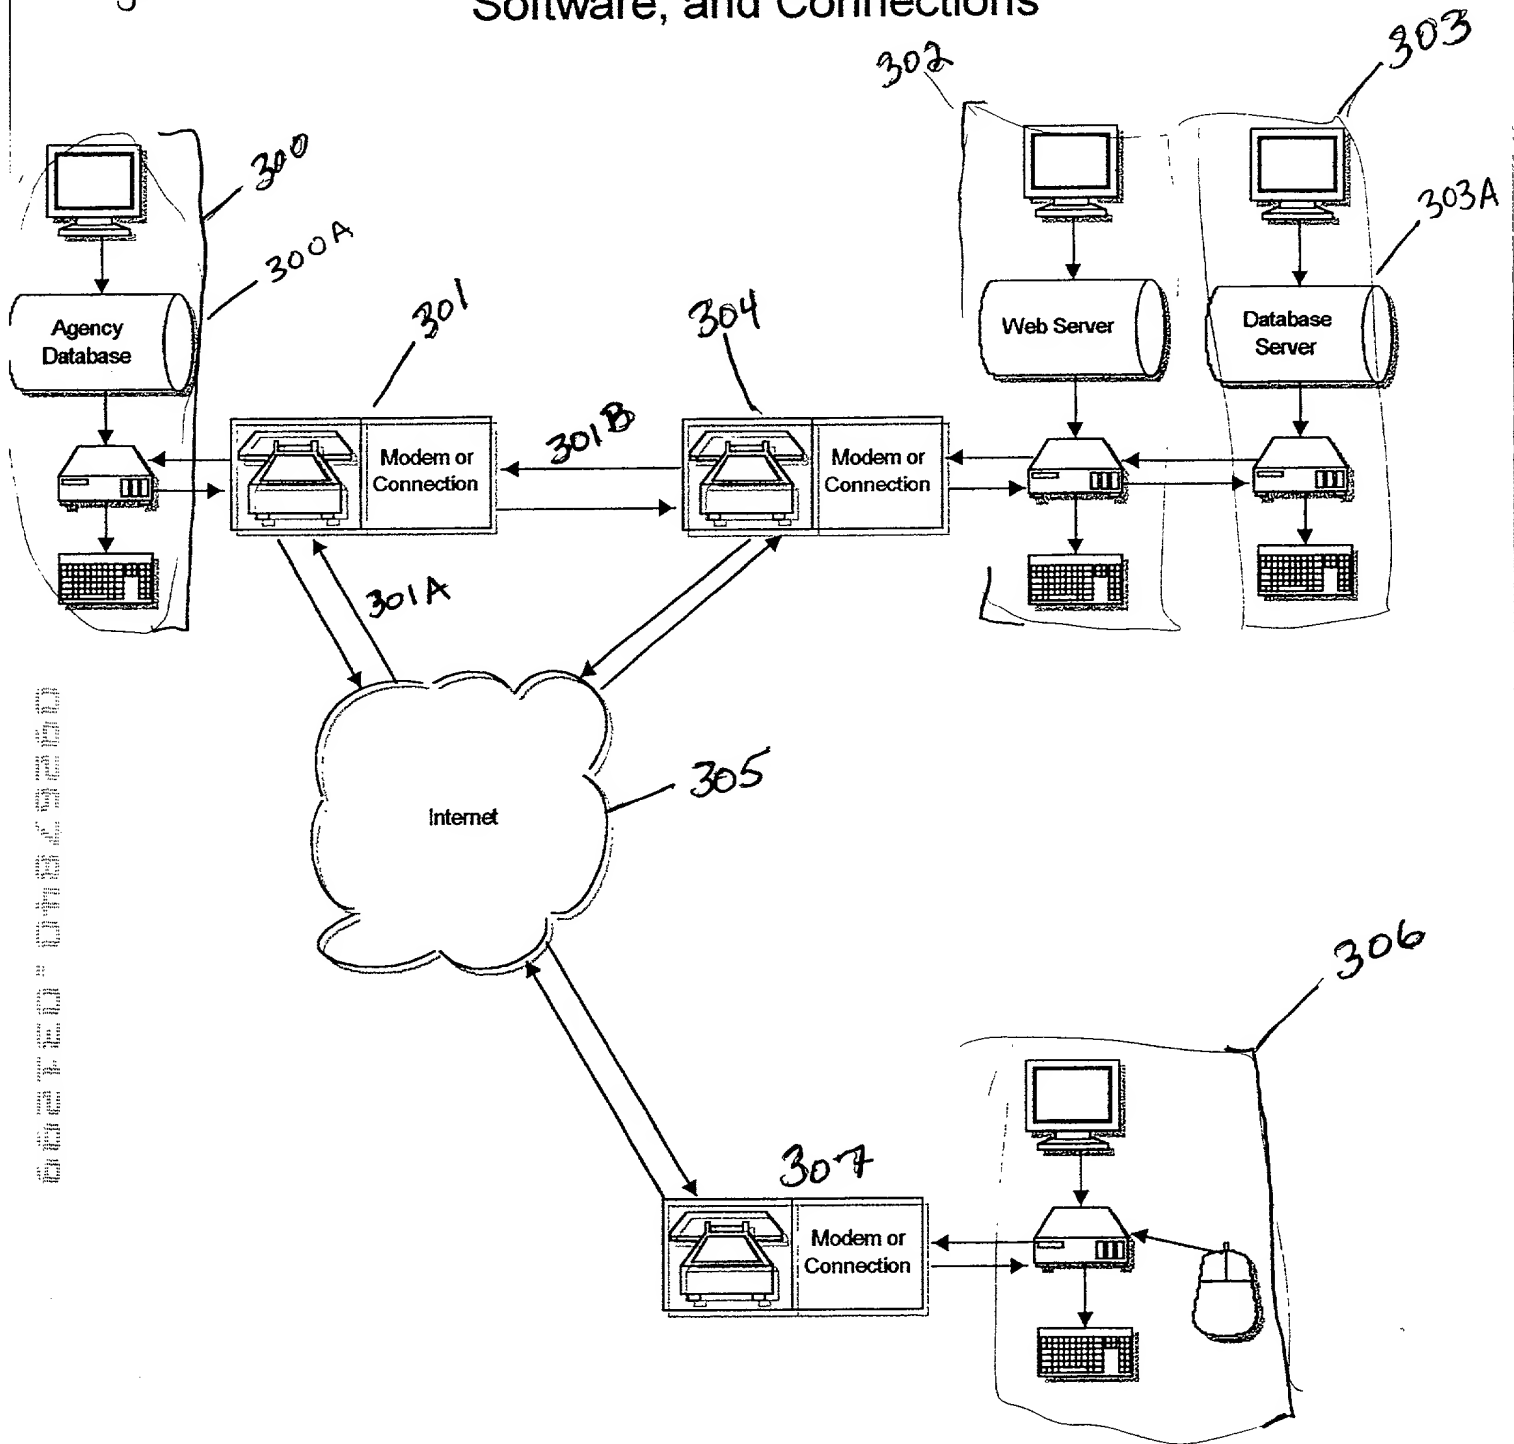 Software, and Connections
302
303
300
300A
303A
301
304
Agency
Database
Web Server
Database
Server
301B
Modem or
Connection
Modem or
Connection
301A
305
Internet
306
307
Modem or
Connection